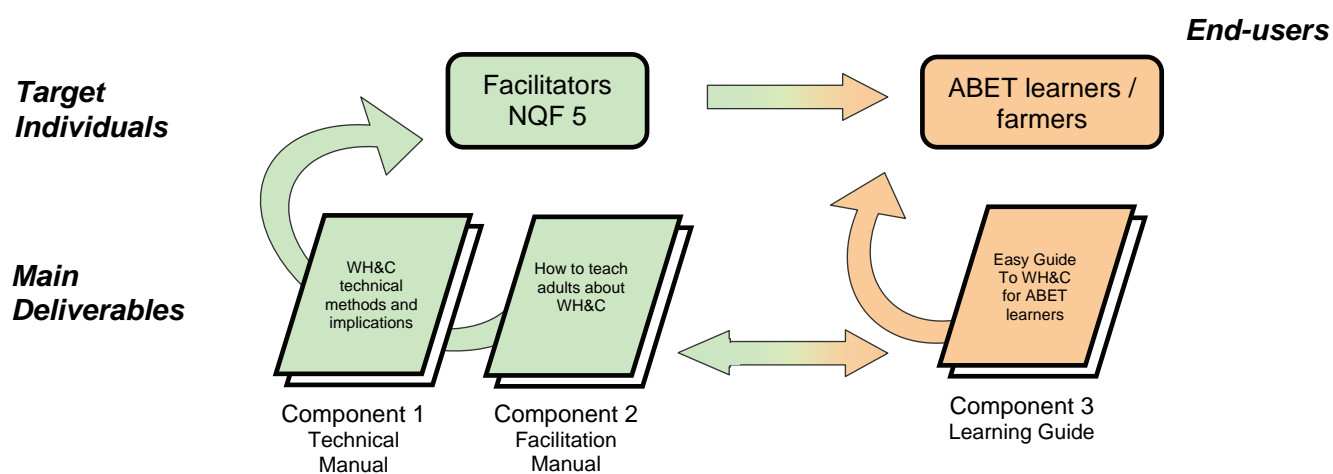 End-users
Target
Individuals
Facilitators
NQF 5
ABET learners /
farmers
Main
Deliverables
WH&C
technical
methods and
implications
How to teach
adults about
WH&C
Easy Guide
To WH&C
for ABET
learners
Component 1
Technical
Manual
Component 2
Facilitation
Manual
Component 3
Learning Guide